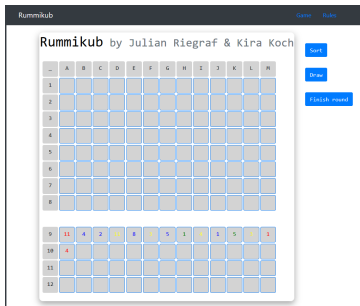 Rummikub
Game Rules
Rummikub by Julian Riegraf & Kira Koch
Sort
_ A B C D E F G H I J K L M
Draw
1
2
Finish round
3
4
5
6
7
8
9 11 4 2 8 5 1 1 5 1
10 4
11
12